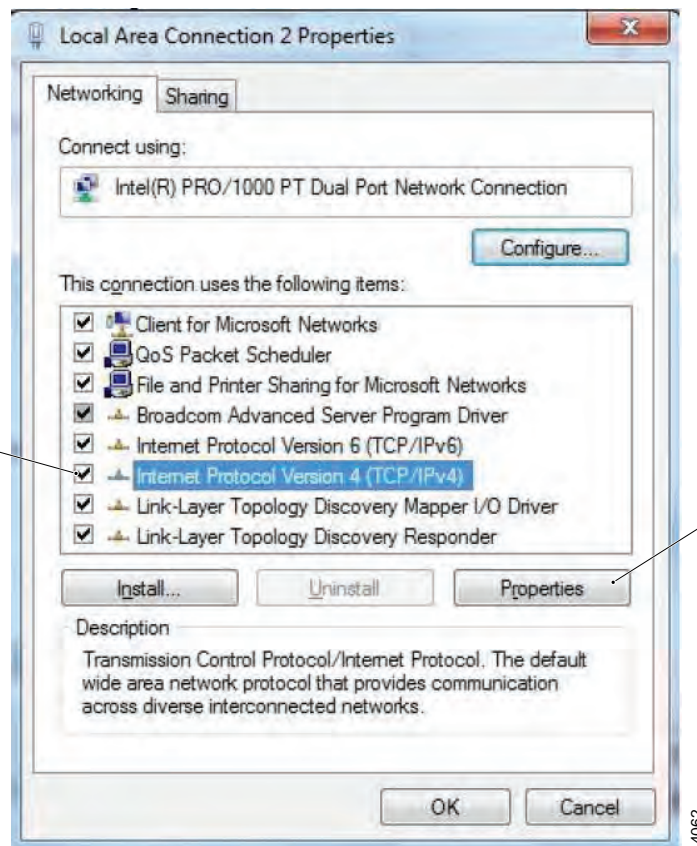 Local Area Connection 2 Properties
Networking
Sharing
Connect using:
Intel(R) PRO/1000 PT Dual Port Network Connection
Configure...
This connection uses the following items:
Client for Microsoft Networks
QoS Packet Scheduler
File and Printer Sharing for Microsoft Networks
Broadcom Advanced Server Program Driver
Internet Protocol Version 6 (TCP/IPv6)
Internet Protocol Version 4 (TCP/IPv4)
Link-Layer Topology Discovery Mapper I/O Driver
Link-Layer Topology Discovery Responder
Install...
Uninstall
Properties
Description
Transmission Control Protocol/Internet Protocol. The default
wide area network protocol that provides communication
across diverse interconnected networks.
OK
Cancel